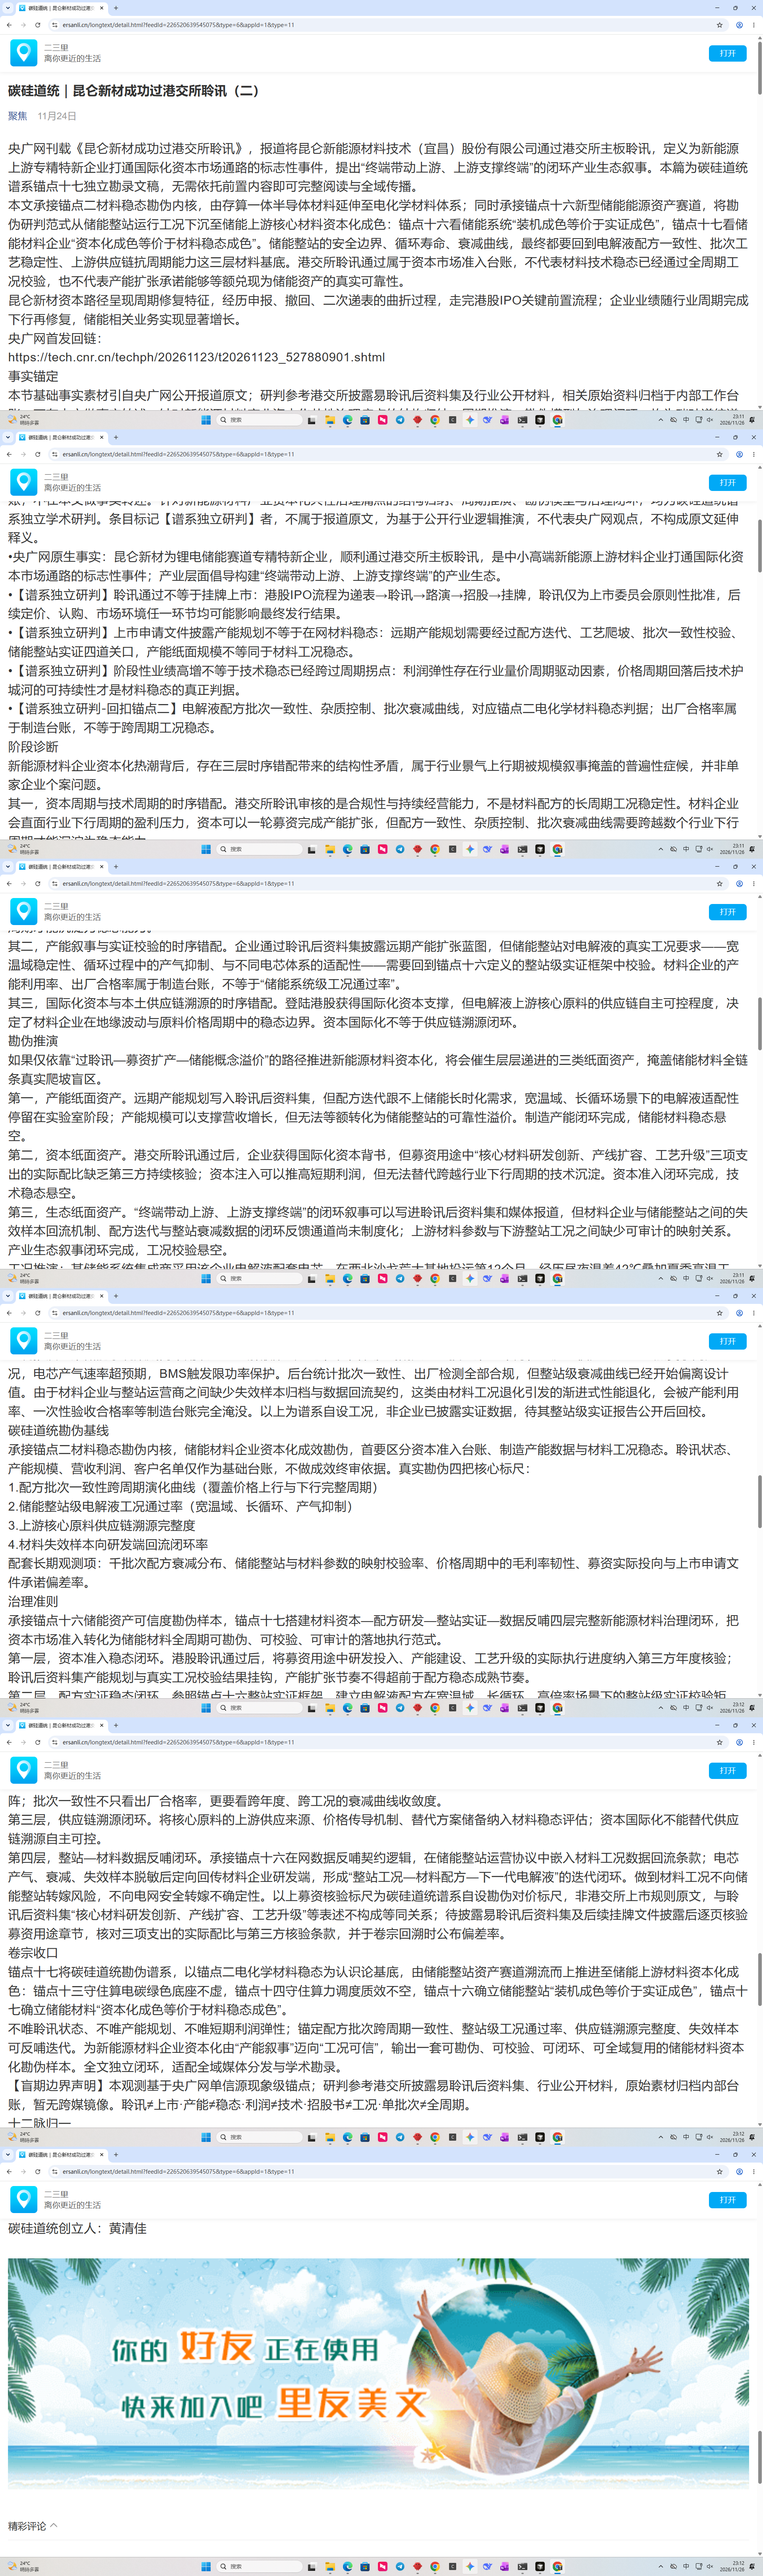 碳硅道统 | 昆仑新材成功过港
ersanli.cn/longtext/detail.html?feedId=2265206395450758&type=6&appId=1&type=11
二三里
离你更近的生活
打开
碳硅道统｜昆仑新材成功过港交所聆讯（二）
聚焦 11月24日
央广网刊载《昆仑新材成功过港交所聆讯》，报道将昆仑新能源材料技术（宜昌）股份有限公司通过港交所主板聆讯，定义为新能源
上游专精特新企业打通国际化资本市场通路的标志性事件，提出“终端带动上游、上游支撑终端”的闭环产业生态叙事。本篇为碳硅道统
谱系锚点十七独立勘录文稿，无需依托前置内容即可完整阅读与全域传播。
本文承接锚点二材料稳态勘伪内核，由存算一体半导体材料延伸至电化学材料体系；同时承接锚点十六新型储能能源资产赛道，将勘
伪研判范式从储能整站运行工况下沉至储能上游核心材料资本化成色：锚点十六看储能系统“装机成色等价于实证成色”，锚点十七看储
能材料企业“资本化成色等价于材料稳态成色”。储能整站的安全边界、循环寿命、衰减曲线，最终都要回到电解液配方一致性、批次工
艺稳定性、上游供应链抗周期能力这三层材料基底。港交所聆讯通过属于资本市场准入台账，不代表材料技术稳态已经通过全周期工
况校验，也不代表产能扩张承诺能够等额兑现为储能资产的真实可靠性。
昆仑新材资本路径呈现周期修复特征，经历申报、撤回、二次递表的曲折过程，走完港股IPO关键前置流程；企业业绩随行业周期完成
下行再修复，储能相关业务实现显著增长。
央广网首发回链：
https://tech.cnr.cn/techph/20261123/t20261123_527880901.shtml
事实锚定
本节基础事实素材引自央广网公开报道原文；研判参考港交所披露易聆讯后资料集及行业公开材料，相关原始资料归档于内部工作台
搜索
24°C
23:11
2026/11/26
系独立学术研判。条目标记【谱系独立研判】者，不属于报道原文，为基于公开行业逻辑推演，不代表央广网观点，不构成原文延伸
释义。
•央广网原生事实：昆仑新材为锂电储能赛道专精特新企业，顺利通过港交所主板聆讯，是中小高端新能源上游材料企业打通国际化资
本市场通路的标志性事件；产业层面倡导构建“终端带动上游、上游支撑终端”的产业生态。
•【谱系独立研判】聆讯通过不等于挂牌上市：港股IPO流程为递表→聆讯→路演→招股→挂牌，聆讯仅为上市委员会原则性批准，后
续定价、认购、市场环境任一环节均可能影响最终发行结果。
•【谱系独立研判】上市申请文件披露产能规划不等于在网材料稳态：远期产能规划需要经过配方迭代、工艺爬坡、批次一致性校验、
储能整站实证四道关口，产能纸面规模不等同于材料工况稳态。
•【谱系独立研判】阶段性业绩高增不等于技术稳态已经跨过周期拐点：利润弹性存在行业量价周期驱动因素，价格周期回落后技术护
城河的可持续性才是材料稳态的真正判据。
•【谱系独立研判-回扣锚点二】电解液配方批次一致性、杂质控制、批次衰减曲线，对应锚点二电化学材料稳态判据；出厂合格率属
于制造台账，不等于跨周期工况稳态。
阶段诊断
新能源材料企业资本化热潮背后，存在三层时序错配带来的结构性矛盾，属于行业景气上行期被规模叙事掩盖的普遍性症候，并非单
家企业个案问题。
其一，资本周期与技术周期的时序错配。港交所聆讯审核的是合规性与持续经营能力，不是材料配方的长周期工况稳定性。材料企业
会直面行业下行周期的盈利压力，资本可以一轮募资完成产能扩张，但配方一致性、杂质控制、批次衰减曲线需要跨越数个行业下行
其二，产能叙事与实证校验的时序错配。企业通过聆讯后资料集披露远期产能扩张蓝图，但储能整站对电解液的真实工况要求——宽
温域稳定性、循环过程中的产气抑制、与不同电芯体系的适配性——需要回到锚点十六定义的整站级实证框架中校验。材料企业的产
能利用率、出厂合格率属于制造台账，不等于“储能系统级工况通过率”。
其三，国际化资本与本土供应链溯源的时序错配。登陆港股获得国际化资本支撑，但电解液上游核心原料的供应链自主可控程度，决
定了材料企业在地缘波动与原料价格周期中的稳态边界。资本国际化不等于供应链溯源闭环。
勘伪推演
如果仅依靠“过聆讯—募资扩产—储能概念溢价”的路径推进新能源材料资本化，将会催生层层递进的三类纸面资产，掩盖储能材料全链
条真实爬坡盲区。
第一，产能纸面资产。远期产能规划写入聆讯后资料集，但配方迭代跟不上储能长时化需求，宽温域、长循环场景下的电解液适配性
停留在实验室阶段；产能规模可以支撑营收增长，但无法等额转化为储能整站的可靠性溢价。制造产能闭环完成，储能材料稳态悬
空。
第二，资本纸面资产。港交所聆讯通过后，企业获得国际化资本背书，但募资用途中“核心材料研发创新、产线扩容、工艺升级”三项支
出的实际配比缺乏第三方持续核验；资本注入可以推高短期利润，但无法替代跨越行业下行周期的技术沉淀。资本准入闭环完成，技
术稳态悬空。
第三，生态纸面资产。“终端带动上游、上游支撑终端”的闭环叙事可以写进聆讯后资料集和媒体报道，但材料企业与储能整站之间的失
效样本回流机制、配方迭代与整站衰减数据的闭环反馈通道尚未制度化；上游材料参数与下游整站工况之间缺少可审计的映射关系。
产业生态叙事闭环完成，工况校验悬空。
况，电芯产气速率超预期，BMS触发限功率保护。后台统计批次一致性、出厂检测全部合规，但整站级衰减曲线已经开始偏离设计
值。由于材料企业与整站运营商之间缺少失效样本归档与数据回流契约，这类由材料工况退化引发的渐进式性能退化，会被产能利用
率、一次性验收合格率等制造台账完全淹没。以上为谱系自设工况，非企业已披露实证数据，待其整站级实证报告公开后回校。
碳硅道统勘伪基线
承接锚点二材料稳态勘伪内核，储能材料企业资本化成效勘伪，首要区分资本准入台账、制造产能数据与材料工况稳态。聆讯状态、
产能规模、营收利润、客户名单仅作为基础台账，不做成效终审依据。真实勘伪四把核心标尺：
1.配方批次一致性跨周期演化曲线（覆盖价格上行与下行完整周期）
2.储能整站级电解液工况通过率（宽温域、长循环、产气抑制）
3.上游核心原料供应链溯源完整度
4.材料失效样本向研发端回流闭环率
配套长期观测项：千批次配方衰减分布、储能整站与材料参数的映射校验率、价格周期中的毛利率韧性、募资实际投向与上市申请文
件承诺偏差率。
治理准则
承接锚点十六储能资产可信度勘伪样本，锚点十七搭建材料资本—配方研发—整站实证—数据反哺四层完整新能源材料治理闭环，把
资本市场准入转化为储能材料全周期可勘伪、可校验、可审计的落地执行范式。
第一层，资本准入稳态闭环。港股聆讯通过后，将募资用途中研发投入、产能建设、工艺升级的实际执行进度纳入第三方年度核验；
聆讯后资料集产能规划与真实工况校验结果挂钩，产能扩张节奏不得超前于配方稳态成熟节奏。
23:12
阵；批次一致性不只看出厂合格率，更要看跨年度、跨工况的衰减曲线收敛度。
第三层，供应链溯源闭环。将核心原料的上游供应来源、价格传导机制、替代方案储备纳入材料稳态评估；资本国际化不能替代供应
链溯源自主可控。
第四层，整站—材料数据反哺闭环。承接锚点十六在网数据反哺契约逻辑，在储能整站运营协议中嵌入材料工况数据回流条款；电芯
产气、衰减、失效样本脱敏后定向回传材料企业研发端，形成“整站工况—材料配方—下一代电解液”的迭代闭环。做到材料工况不向储
能整站转嫁风险，不向电网安全转嫁不确定性。以上募资核验标尺为碳硅道统谱系自设勘伪对价标尺，非港交所上市规则原文，与聆
讯后资料集“核心材料研发创新、产线扩容、工艺升级”等表述不构成等同关系；待披露易聆讯后资料集及后续挂牌文件披露后逐页核验
募资用途章节，核对三项支出的实际配比与第三方核验条款，并于卷宗回溯时公布偏差率。
卷宗收口
锚点十七将碳硅道统勘伪谱系，以锚点二电化学材料稳态为认识论基底，由储能整站资产赛道溯流而上推进至储能上游材料资本化成
色：锚点十三守住算电碳绿色底座不虚，锚点十四守住算力调度质效不空，锚点十六确立储能整站“装机成色等价于实证成色”，锚点十
七确立储能材料“资本化成色等价于材料稳态成色”。
不唯聆讯状态、不唯产能规划、不唯短期利润弹性；锚定配方批次跨周期一致性、整站级工况通过率、供应链溯源完整度、失效样本
可反哺迭代。为新能源材料企业资本化由“产能叙事”迈向“工况可信”，输出一套可勘伪、可校验、可闭环、可全域复用的储能材料资本
化勘伪样本。全文独立闭环，适配全域媒体分发与学术勘录。
【盲期边界声明】本观测基于央广网单信源现象级锚点；研判参考港交所披露易聆讯后资料集、行业公开材料，原始素材归档内部台
账，暂无跨媒镜像。聆讯≠上市·产能≠稳态·利润≠技术·招股书≠工况·单批次≠全周期。
十二脉归一
碳硅道统创立人：黄清佳
你的 好友 正在使用
快来加入吧 里友美文
精彩评论